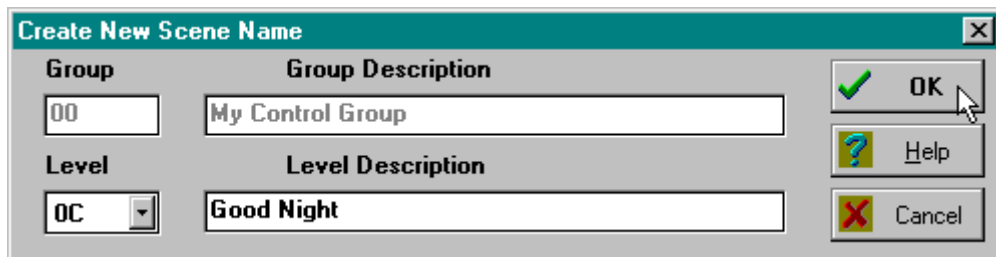 Create New Scene Name
Group Group Description
00 My Control Group
OK
Help
Level Level Description
0C Good Night
Cancel